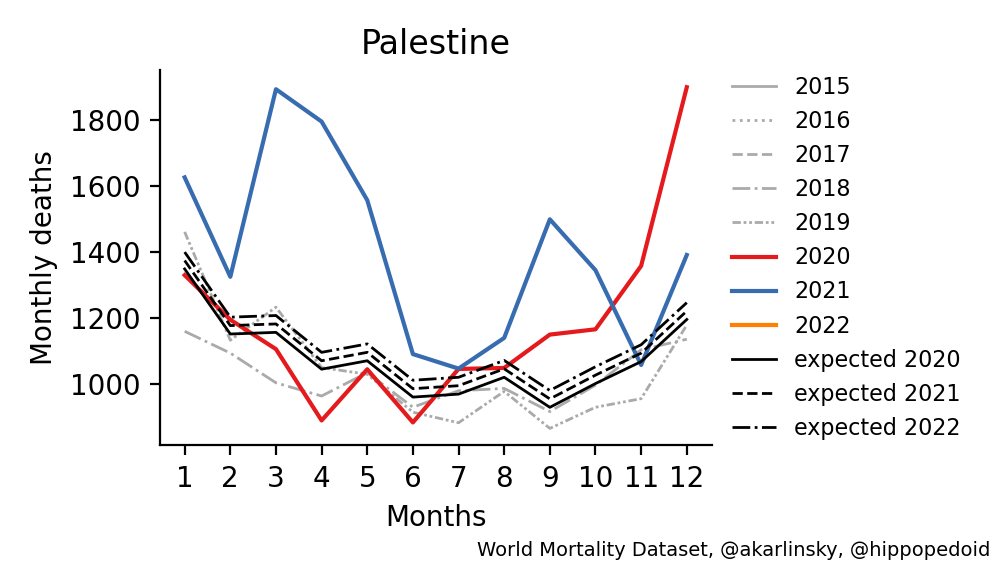 Palestine
Monthly deaths
1800
1600
1400
1200
1000
1 2 3 4 5 6 7 8 9 10 11 12
Months
2015
2016
2017
2018
2019
2020
2021
2022
expected 2020
expected 2021
expected 2022
World Mortality Dataset, @akarlinsky, @hippopedoid